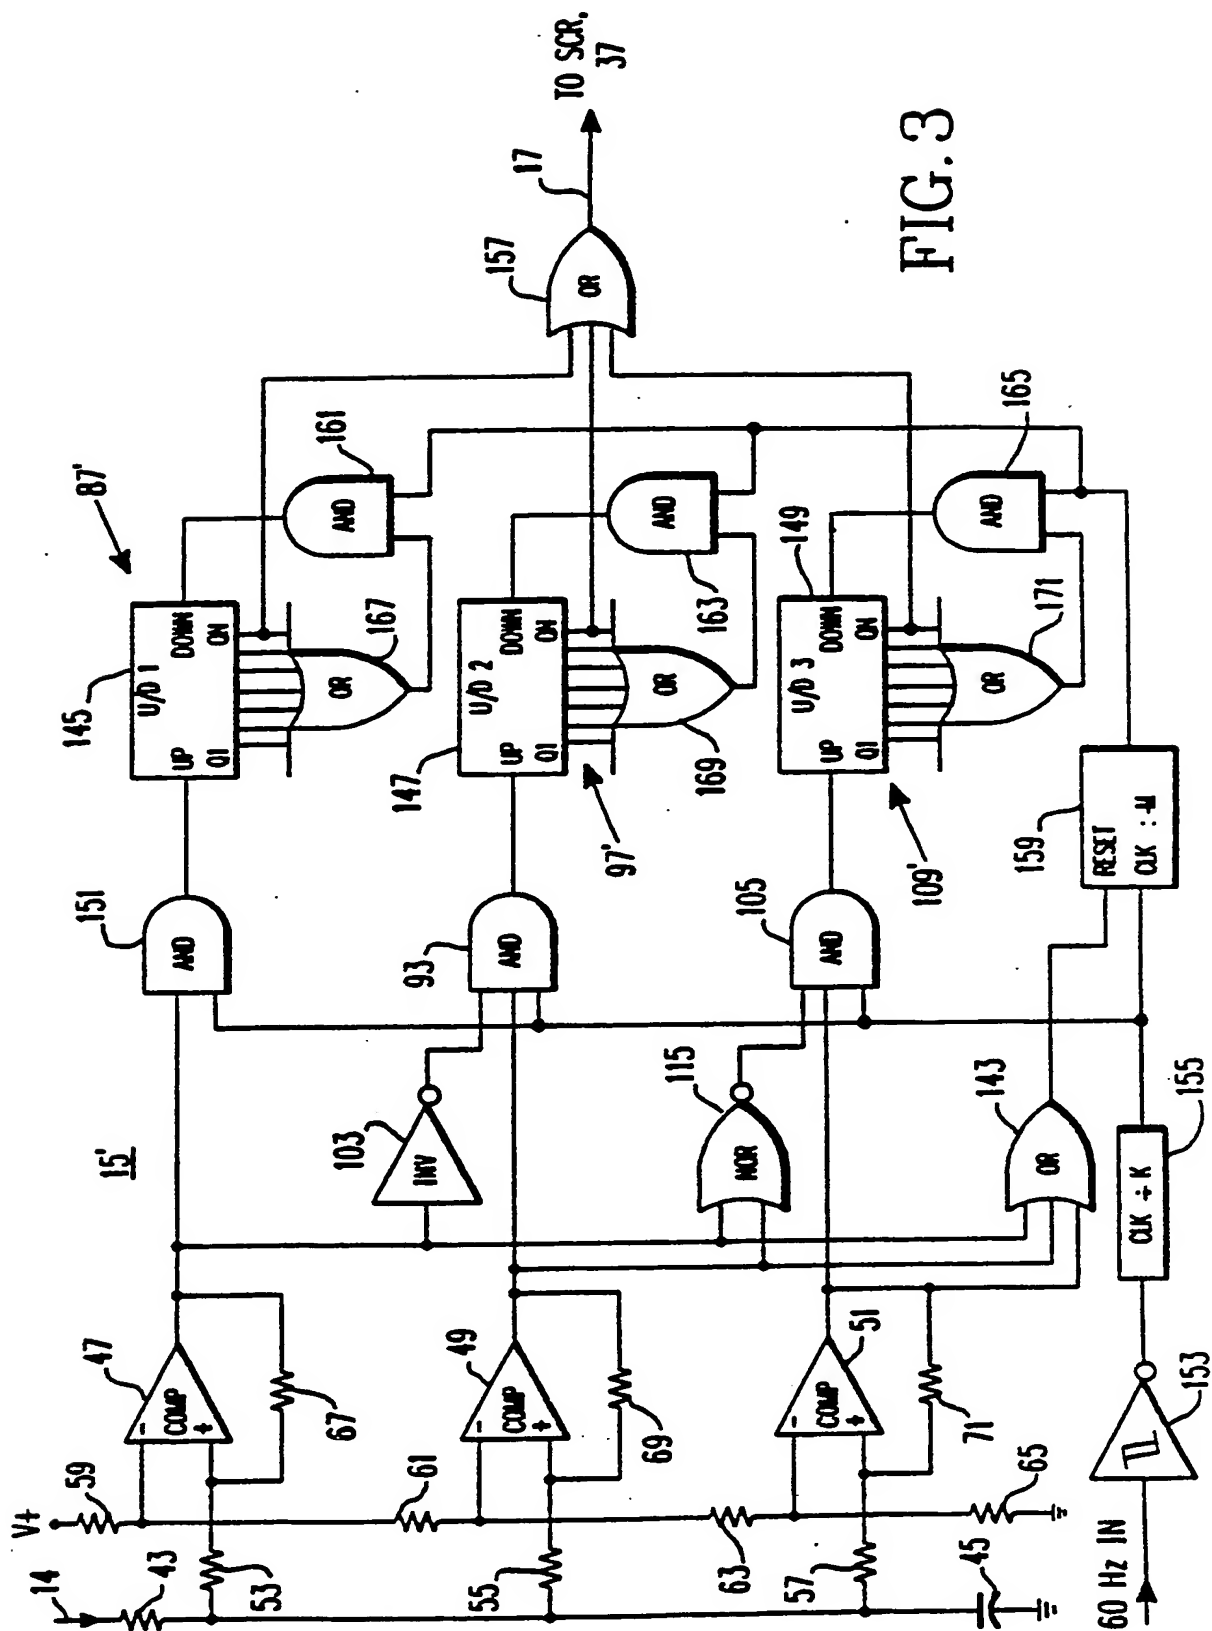 FIG. 3
15'
14
43
V+
59
47
- COMP +
53
67
61
49
- COMP +
55
69
63
51
- COMP +
57
71
45
65
60 Hz IN
153
CLK ÷ K
155
103
INV
115
NOR
143
OR
151
AND
93
AND
105
AND
87'
145
U/D 1
UP
DOWN
Q1
QN
OR
167
AND
161
147
U/D 2
UP
DOWN
Q1
QN
97'
OR
169
AND
163
149
U/D 3
UP
DOWN
Q1
QN
109'
OR
171
AND
165
159
RESET
CLK ÷M
157
OR
17
TO SCR,
37